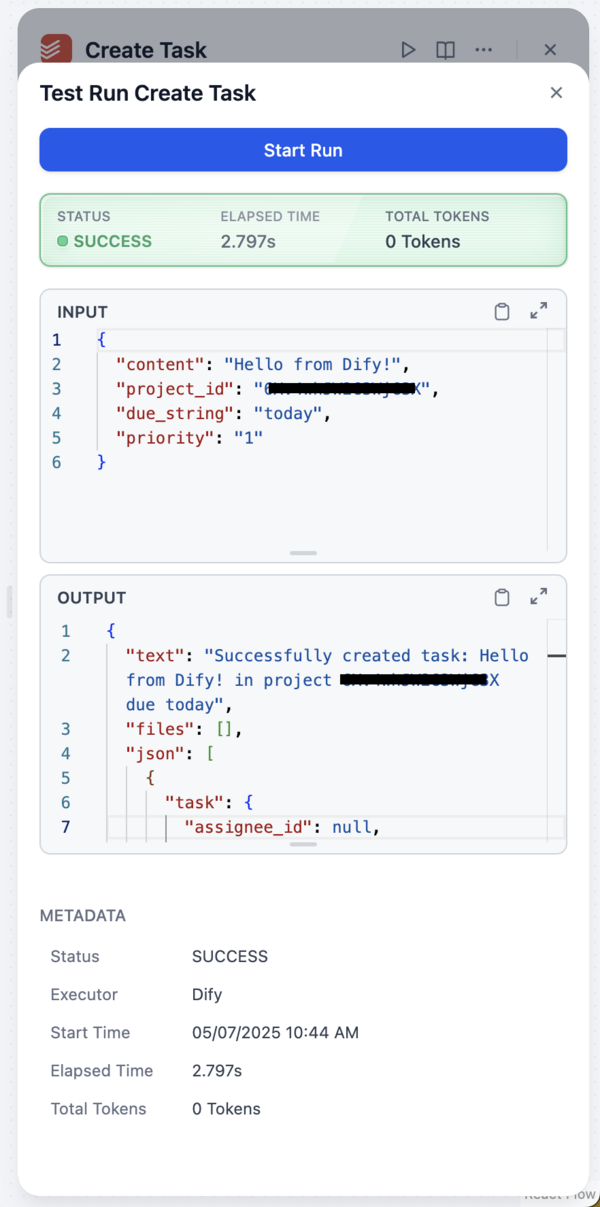 Create Task
Test Run Create Task
Start Run
STATUS ELAPSED TIME TOTAL TOKENS
SUCCESS 2.797s 0 Tokens
INPUT
1 {
2 "content": "Hello from Dify!",
3 "project_id": "X",
4 "due_string": "today",
5 "priority": "1"
6 }
OUTPUT
1 {
2 "text": "Successfully created task: Hello
from Dify! in project X
due today",
3 "files": [],
4 "json": [
5 {
6 "task": {
7 "assignee_id": null,
METADATA
Status SUCCESS
Executor Dify
Start Time 05/07/2025 10:44 AM
Elapsed Time 2.797s
Total Tokens 0 Tokens
React Flow